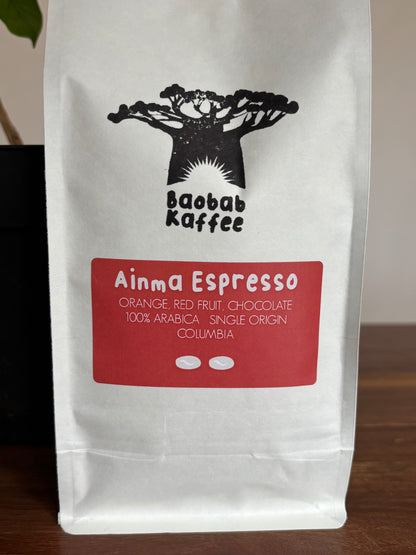 Baobab
Kaffee
Ainma Espresso
ORANGE, RED FRUIT, CHOCOLATE
100% ARABICA SINGLE ORIGIN
COLUMBIA